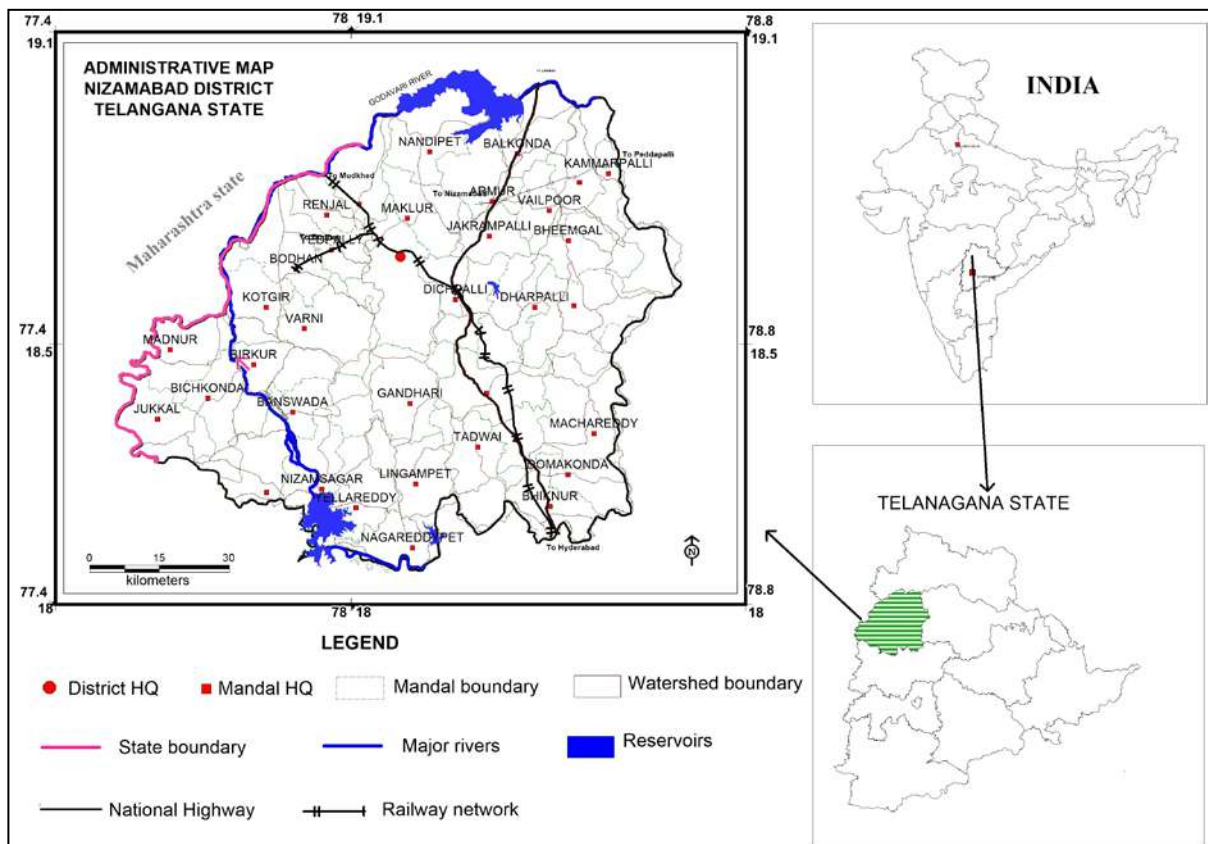 77.4
78 19.1
78.8
19.1
19.1
ADMINISTRATIVE MAP
NIZAMABAD DISTRICT
TELANGANA STATE
GODAVARI RIVER
NANDIPET
BALKONDA
To Peddapalli
KAMMARPALLI
To Mudkhed
To Nizamabad
ARMUR
RENJAL
MAKLUR
VAILPOOR
JAKRAMPALLI
BHEEMGAL
Maharashtra state
YEDPALLY
BODHAN
DICHPALLI
DHARPALLI
KOTGIR
VARNI
77.4
18.5
78.8
18.5
MADNUR
BIRKUR
BICHKONDA
GANDHARI
JUKKAL
BANSWADA
MACHAREDDY
TADWAI
DOMAKONDA
NIZAMSAGAR
LINGAMPET
YELLAREDDY
BHIKNUR
NAGAREDDYPET
To Hyderabad
0 15 30
kilometers
N
77.4
18
78 18
78.8
18
LEGEND
District HQ
Mandal HQ
Mandal boundary
Watershed boundary
State boundary
Major rivers
Reservoirs
National Highway
Railway network
INDIA
TELANAGANA STATE